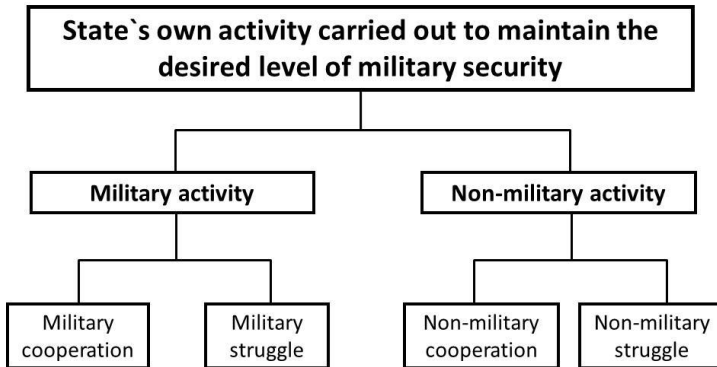 State`s own activity carried out to maintain the
desired level of military security
Military activity
Non-military activity
Military
cooperation
Military
struggle
Non-military
cooperation
Non-military
struggle